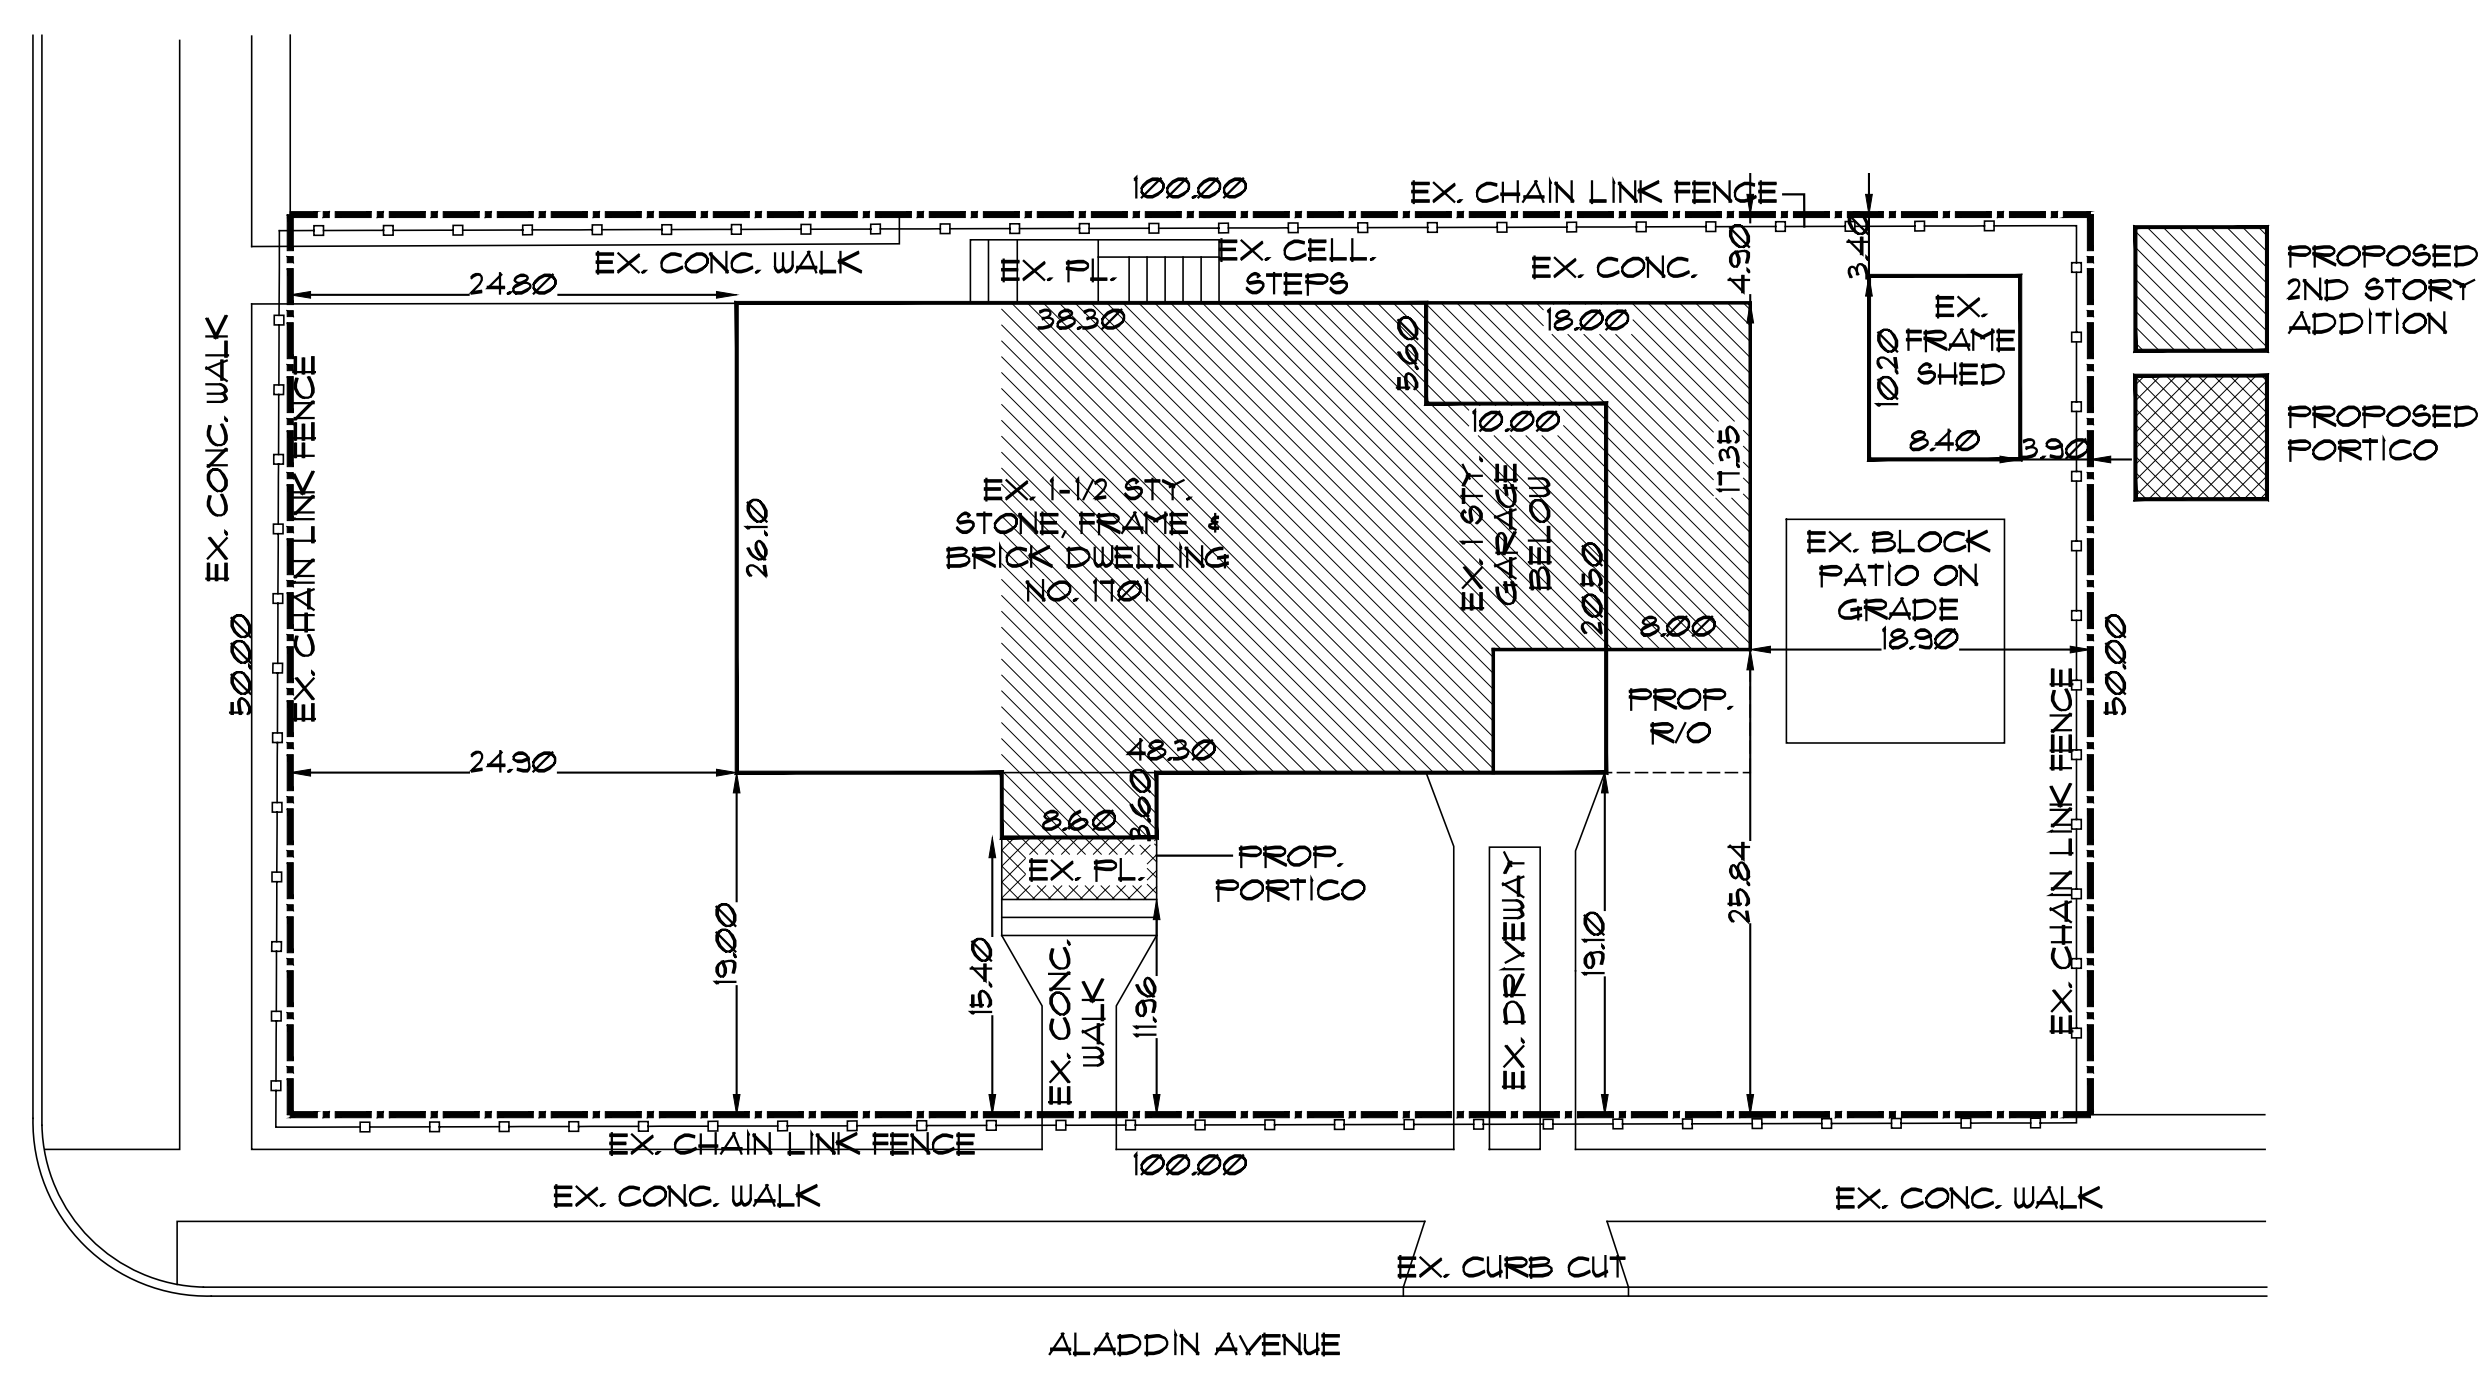 100.00
EX. CHAIN LINK FENCE
EX. CONC. WALK
24.80
EX. PL.
EX. CELL.
STEPS
EX. CONC.
4.90
3.40
38.30
5.60
18.00
10.00
17.35
EX.
FRAME
SHED
10.20
8.40
3.90
PROPOSED
2ND STORY
ADDITION
PROPOSED
PORTICO
EX. CONC. WALK
50.00
EX. CHAIN LINK FENCE
26.10
EX. 1-1/2 STY.
STONE, FRAME &
BRICK DWELLING
NO. 1701
EX. 1 STY.
GARAGE
BELOW
20.50
8.00
EX. BLOCK
PATIO ON
GRADE
18.90
50.00
EX. CHAIN LINK FENCE
PROP.
R/O
24.90
48.30
3.60
8.60
EX. PL.
PROP.
PORTICO
19.00
15.40
EX. CONC.
WALK
11.96
EX. DRIVEWAY
19.10
25.84
EX. CHAIN LINK FENCE
100.00
EX. CONC. WALK
EX. CONC. WALK
EX. CURB CUT
ALADDIN AVENUE